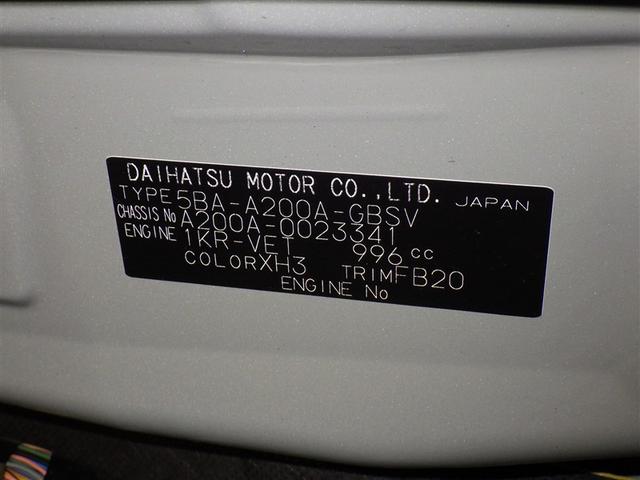 DAIHATSU MOTOR CO.,LTD. JAPAN
TYPE 5BA-A200A-GBSV
CHASSIS No A200A-0023341
ENGINE 1KR-VET 996 cc
COLOR XH3 TRIM FB20
ENGINE No